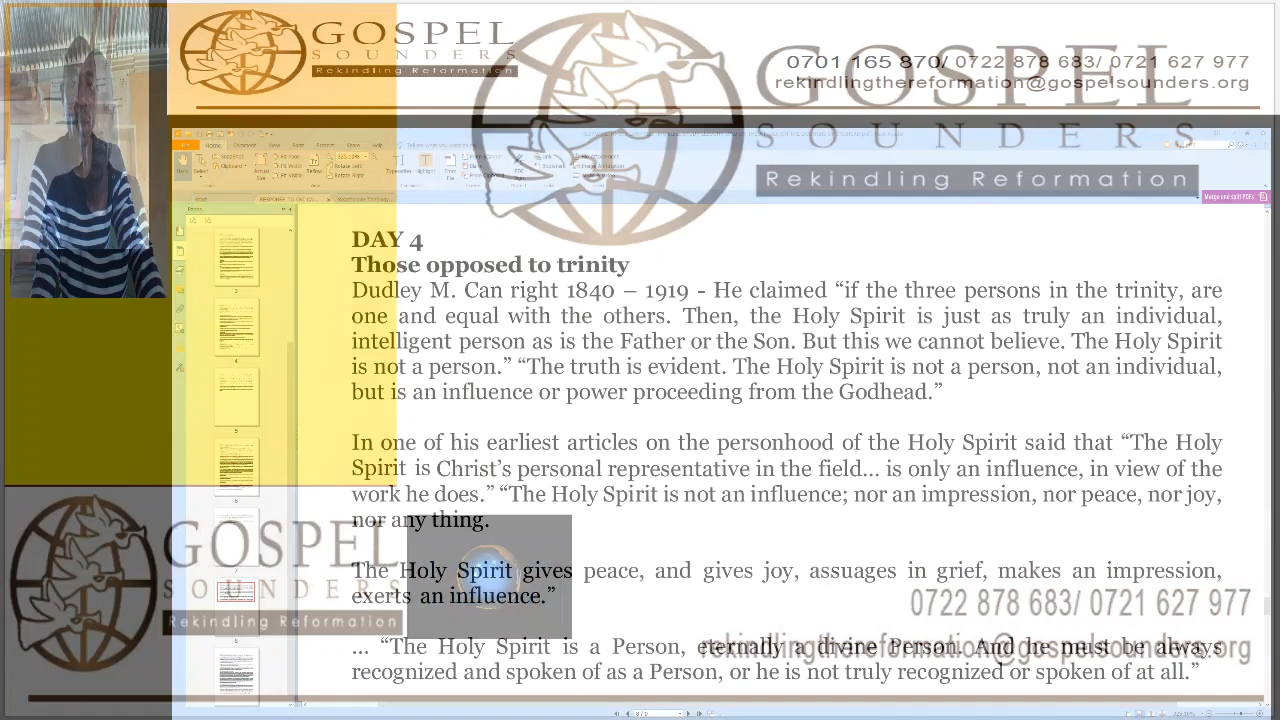 GOSPEL
SOUNDERS
Rekindling Reformation
GOSPEL
SOUNDERS
Rekindling Reformation
0701 165 870/ 0722 878 683/ 0721 627 977
rekindlingthereformation@gospelsounders.org
Home
Merge and split PDFs
DAY 4
Those opposed to trinity
Dudley M. Can right 1840 – 1919 - He claimed “if the three persons in the trinity, are
one and equal with the others. Then, the Holy Spirit is just as truly an individual,
intelligent person as is the Father or the Son. But this we cannot believe. The Holy Spirit
is not a person.” “The truth is evident. The Holy Spirit is not a person, not an individual,
but is an influence or power proceeding from the Godhead.”
In one of his earliest articles on the personhood of the Holy Spirit said that “The Holy
Spirit is Christ's personal representative in the field… is only an influence, in view of the
work he does.” “The Holy Spirit is not an influence; nor an impression, nor peace, nor joy,
nor any thing.
The Holy Spirit gives peace, and gives joy, assuages in grief, makes an impression,
exerts an influence.”
… “The Holy Spirit is a Person, eternally a divine Person. And he must be always
recognized and spoken of as a Person, or he is not truly recognized or spoken of at all.”
GOSPEL
SOUNDERS
Rekindling Reformation
0722 878 683/ 0721 627 977
rekindlingthereformation@gospelsounders.org